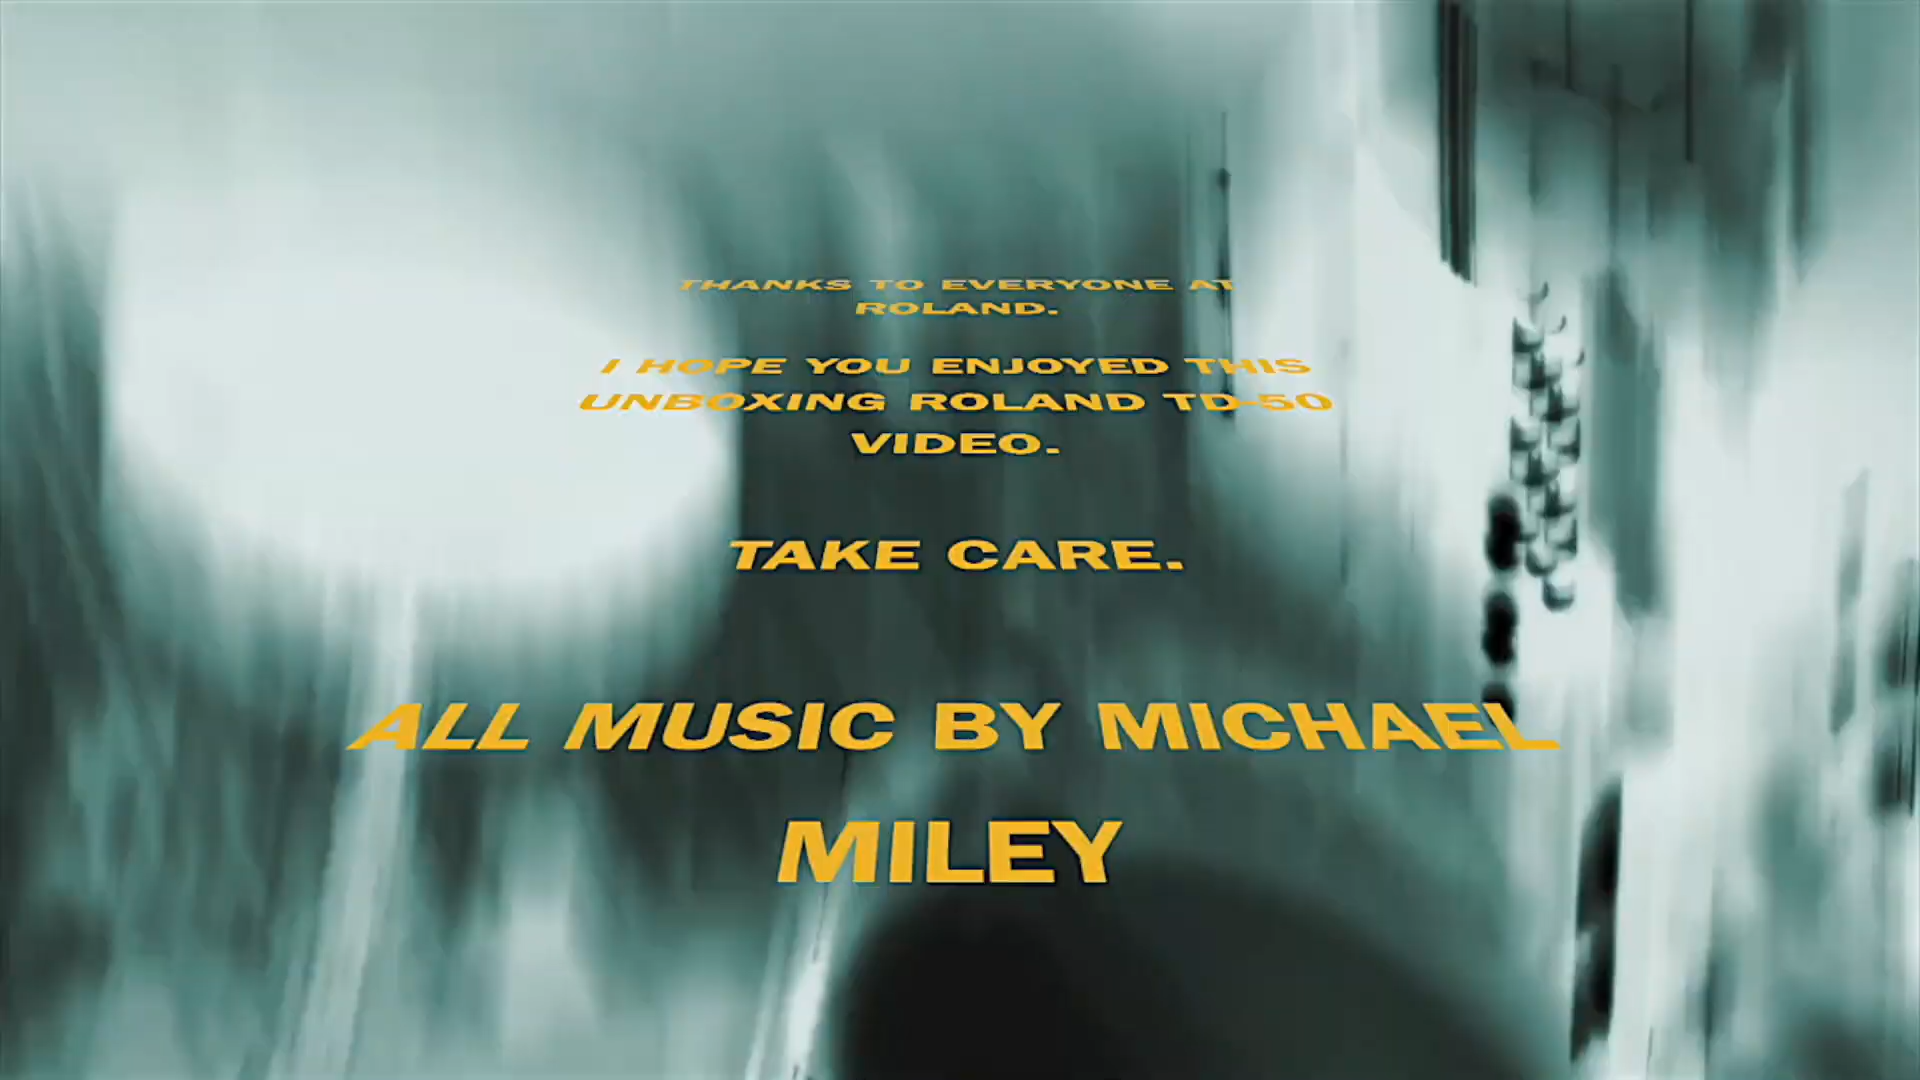 THANKS TO EVERYONE AT
ROLAND.
I HOPE YOU ENJOYED THIS
UNBOXING ROLAND TD-50
VIDEO.
TAKE CARE.
ALL MUSIC BY MICHAEL
MILEY